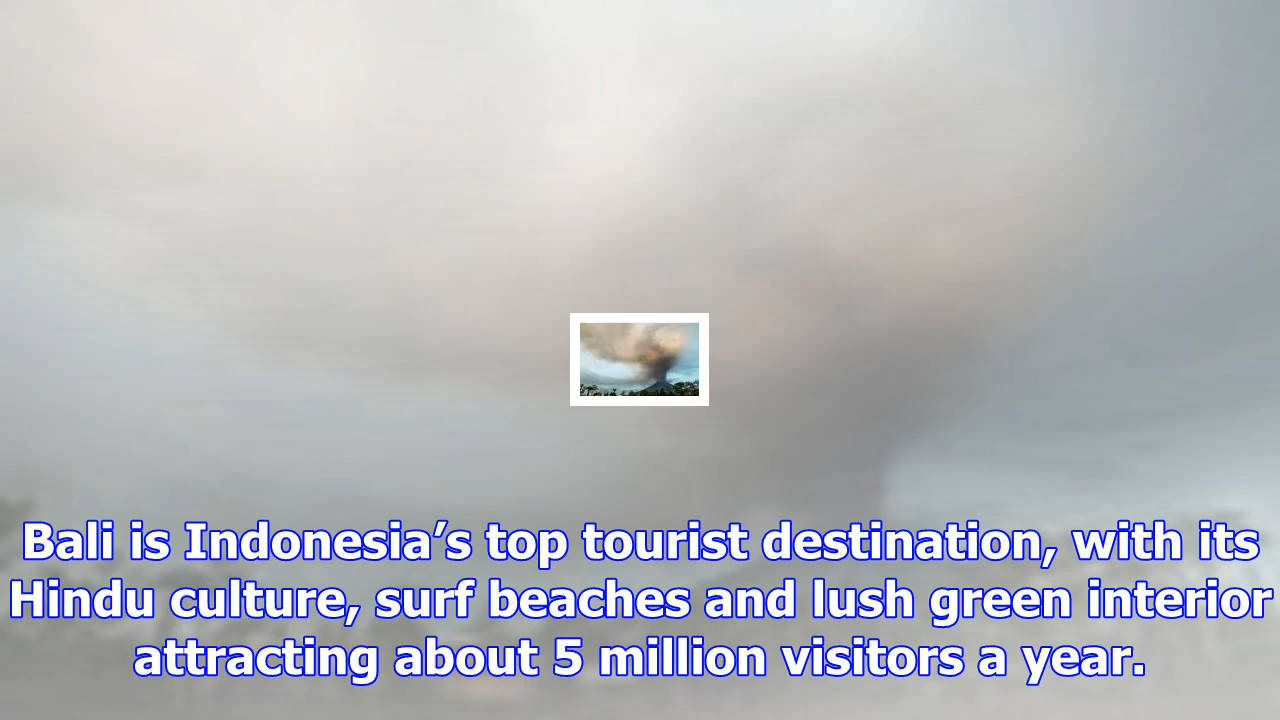 Bali is Indonesia’s top tourist destination, with its
Hindu culture, surf beaches and lush green interior
attracting about 5 million visitors a year.